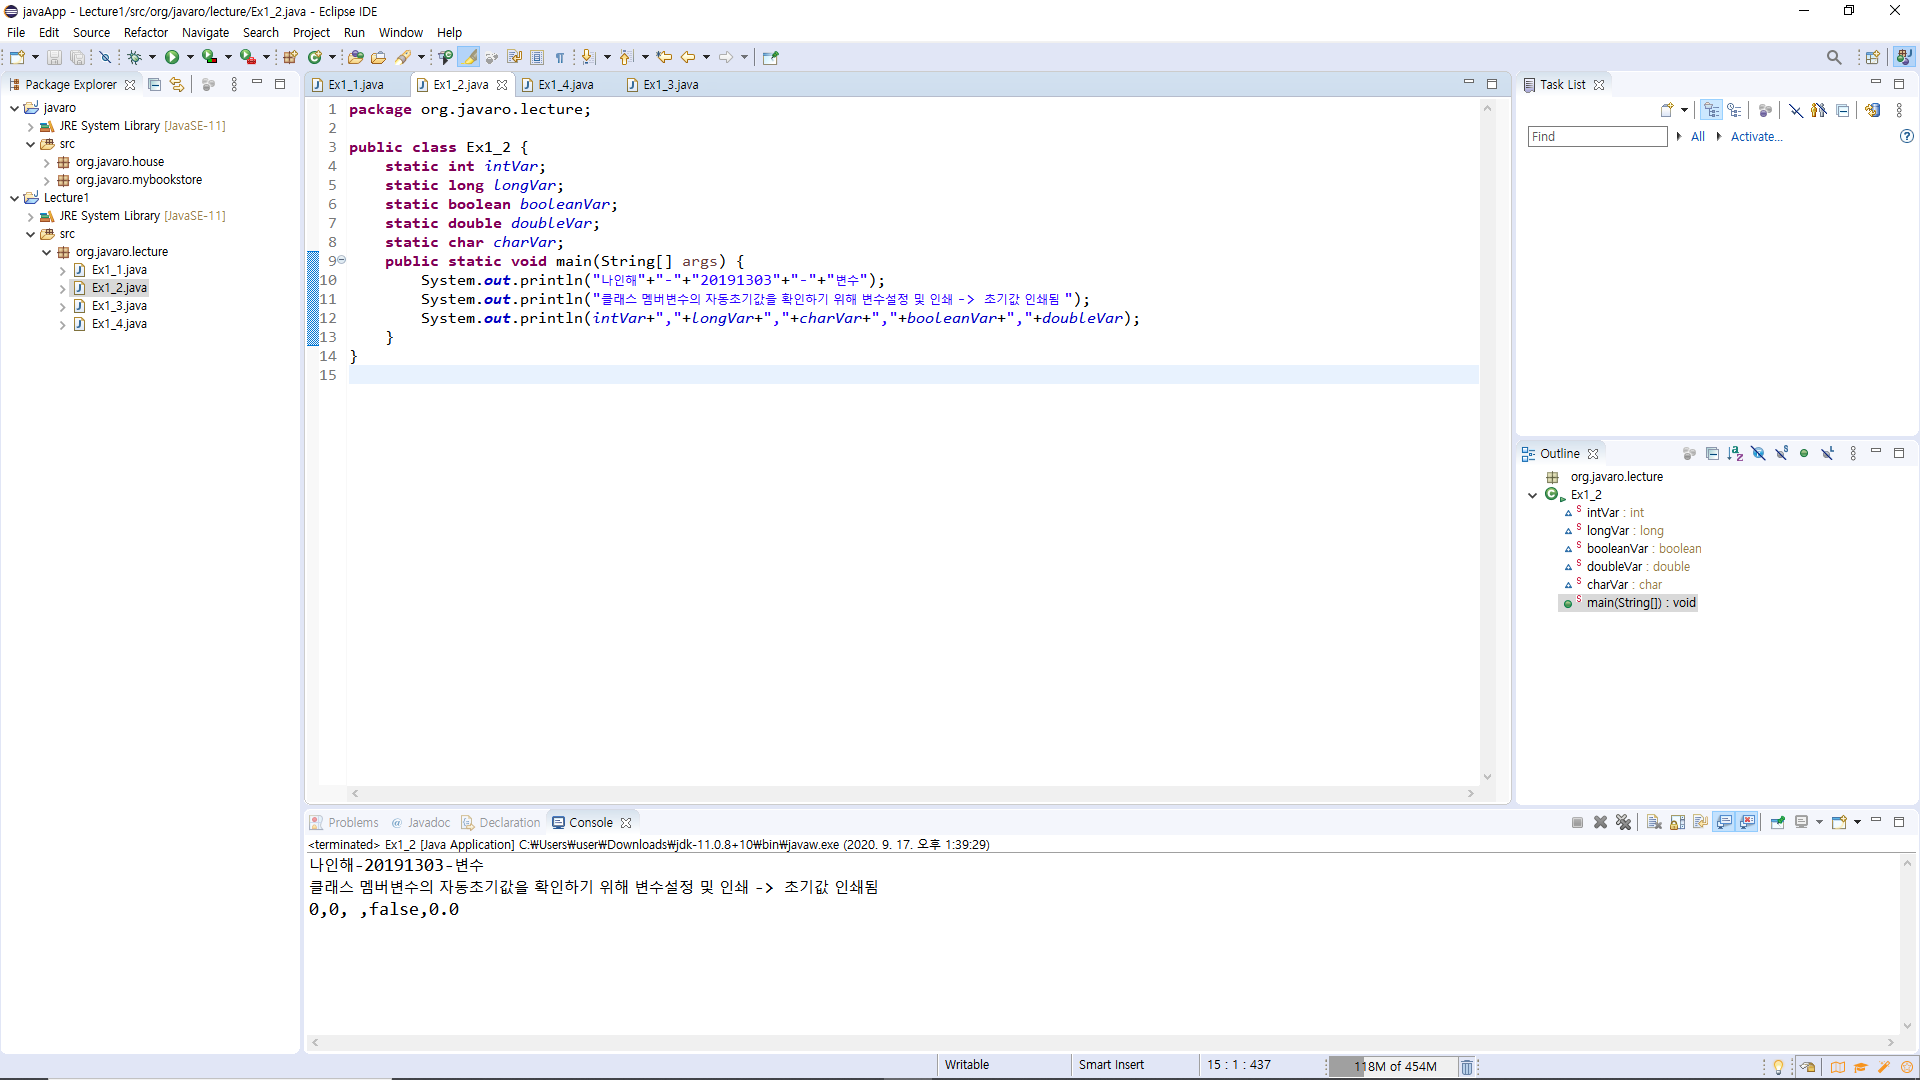 javaApp - Lecture1/src/org/javaro/lecture/Ex1_2.java - Eclipse IDE
File Edit Source Refactor Navigate Search Project Run Window Help
Package Explorer
javaro
JRE System Library [JavaSE-11]
src
org.javaro.house
org.javaro.mybookstore
Lecture1
JRE System Library [JavaSE-11]
src
org.javaro.lecture
Ex1_1.java
Ex1_2.java
Ex1_3.java
Ex1_4.java
Ex1_1.java Ex1_2.java Ex1_4.java Ex1_3.java
1 package org.javaro.lecture;
2
3 public class Ex1_2 {
4 static int intVar;
5 static long longVar;
6 static boolean booleanVar;
7 static double doubleVar;
8 static char charVar;
9 public static void main(String[] args) {
10 System.out.println("나인해"+"-"+"20191303"+"-"+"변수");
11 System.out.println("클래스 멤버변수의 자동초기값을 확인하기 위해 변수설정 및 인쇄 -> 초기값 인쇄됨 ");
12 System.out.println(intVar+","+longVar+","+charVar+","+booleanVar+","+doubleVar);
13 }
14 }
15
Task List
Find All Activate...
Outline
org.javaro.lecture
Ex1_2
intVar : int
longVar : long
booleanVar : boolean
doubleVar : double
charVar : char
main(String[]) : void
Problems @ Javadoc Declaration Console
<terminated> Ex1_2 [Java Application] C:₩Users₩user₩Downloads₩jdk-11.0.8+10₩bin₩javaw.exe (2020. 9. 17. 오후 1:39:29)
나인해-20191303-변수
클래스 멤버변수의 자동초기값을 확인하기 위해 변수설정 및 인쇄 -> 초기값 인쇄됨
0,0, ,false,0.0
Writable Smart Insert 15 : 1 : 437 118M of 454M